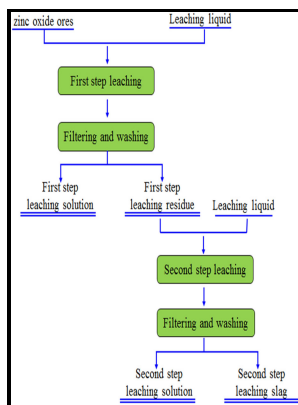 zinc oxide ores
Leaching liquid
First step leaching
Filtering and washing
First step
leaching solution
First step
leaching residue
Leaching liquid
Second step leaching
Filtering and washing
Second step
leaching solution
Second step
leaching slag